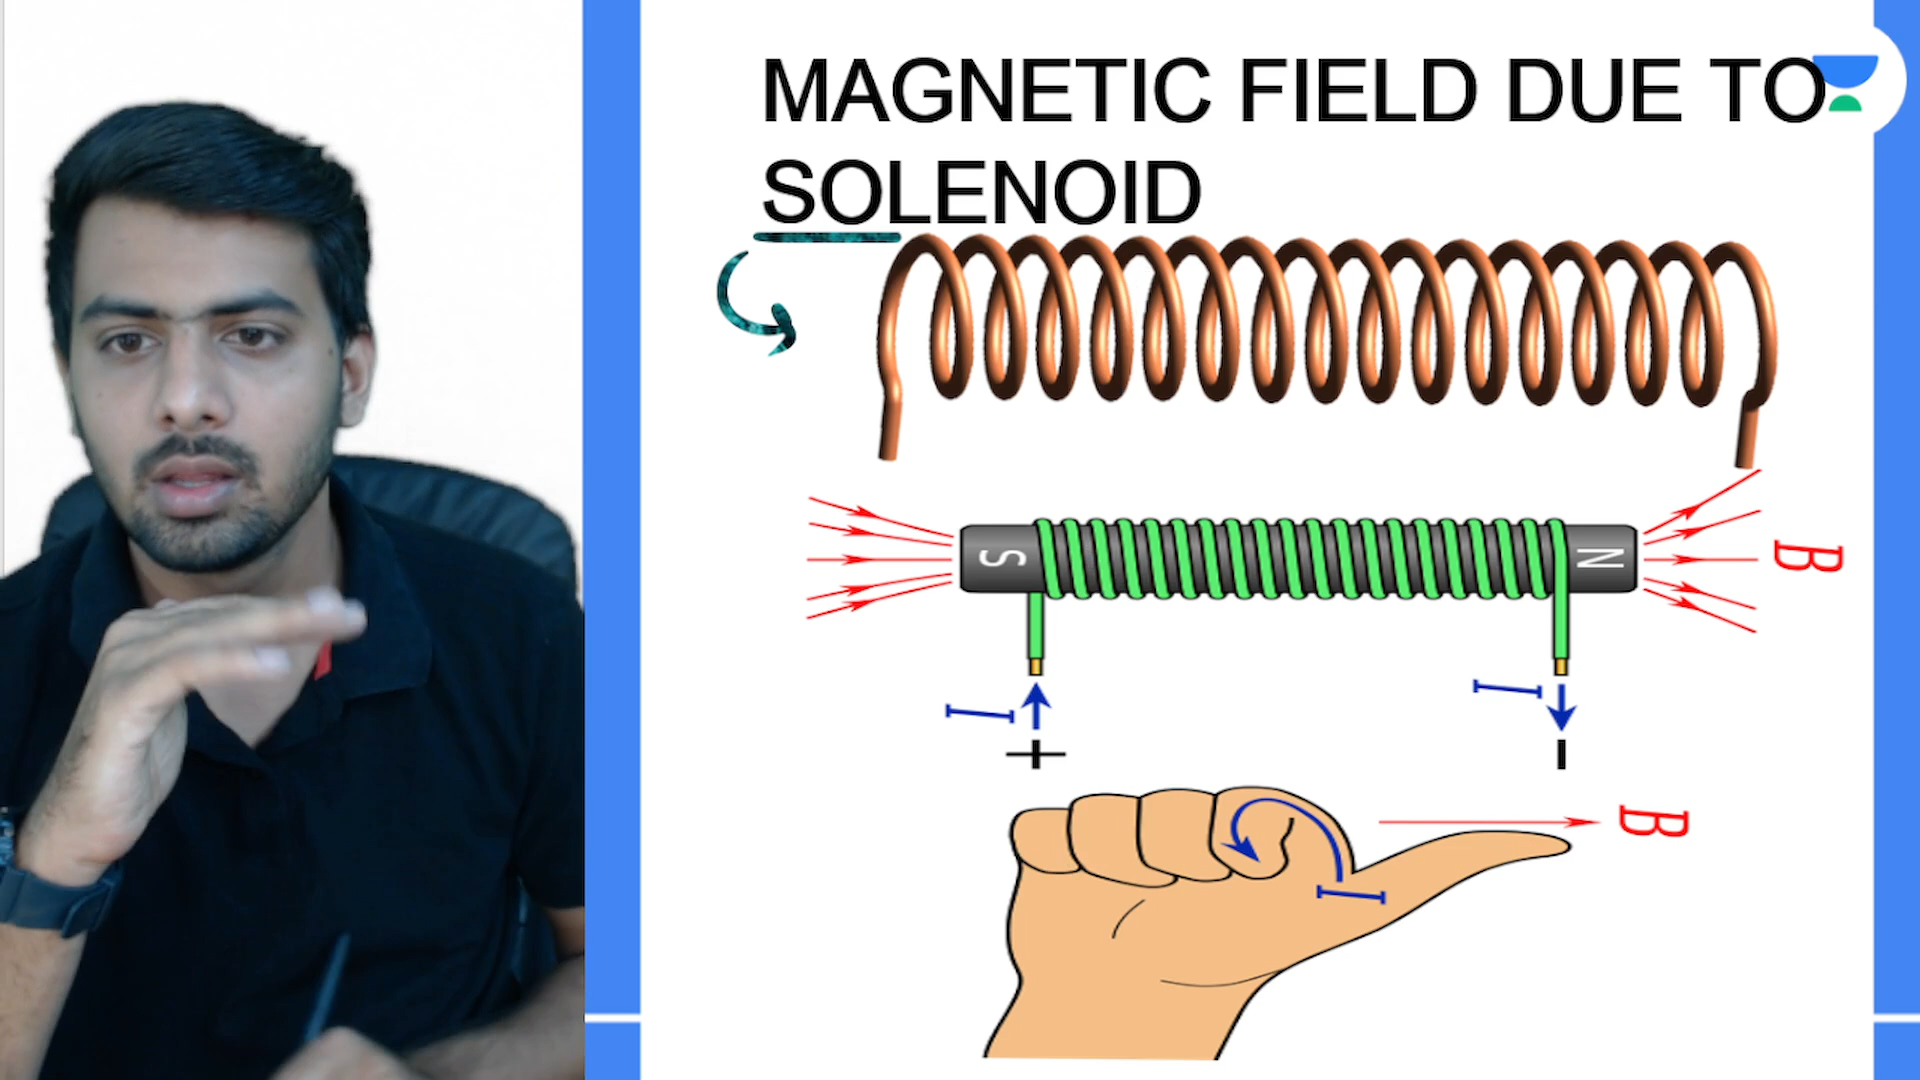 MAGNETIC FIELD DUE TO
SOLENOID
S N B
I I
+ -
B
I